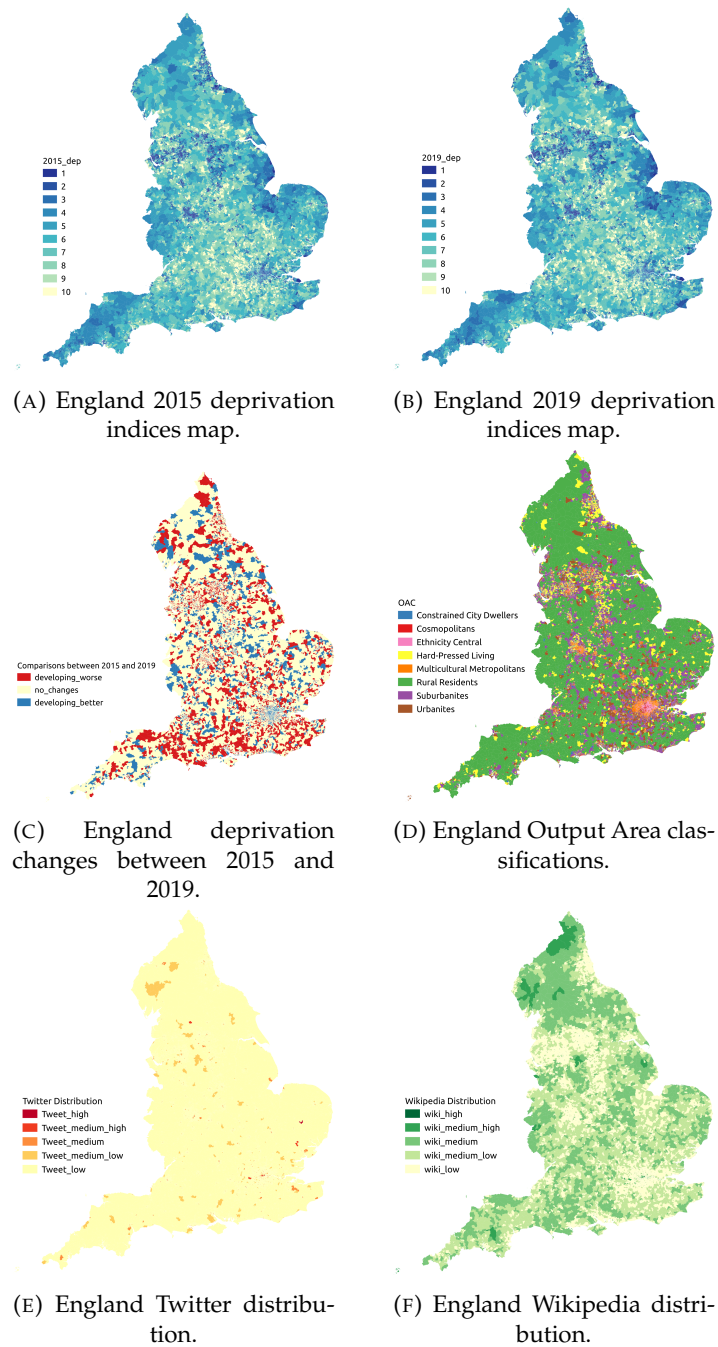 2015_dep
1
2
3
4
5
6
7
8
9
10
2019_dep
1
2
3
4
5
6
7
8
9
10
(A) England 2015 deprivation
indices map.
(B) England 2019 deprivation
indices map.
Comparisons between 2015 and 2019
developing_worse
no_changes
developing_better
OAC
Constrained City Dwellers
Cosmopolitans
Ethnicity Central
Hard-Pressed Living
Multicultural Metropolitans
Rural Residents
Suburbanites
Urbanites
(C) England deprivation
changes between 2015 and
2019.
(D) England Output Area clas-
sifications.
Twitter Distribution
Tweet_high
Tweet_medium_high
Tweet_medium
Tweet_medium_low
Tweet_low
Wikipedia Distribution
wiki_high
wiki_medium_high
wiki_medium
wiki_medium_low
wiki_low
(E) England Twitter distribu-
tion.
(F) England Wikipedia distri-
bution.